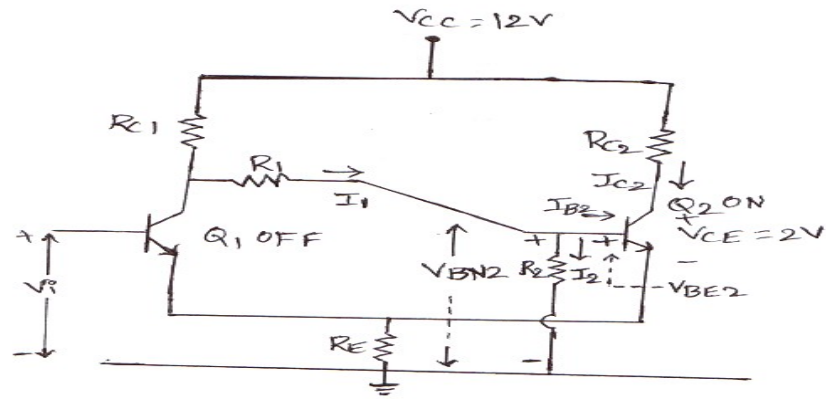 VCC = 12V
RC1
RC2
R1
I1
IC2
IB2
Q2 ON
Q1 OFF
+
+
+
+
VCE = 2V
-
Vi
VBN2
R2
I2
VBE2
RE
-
-